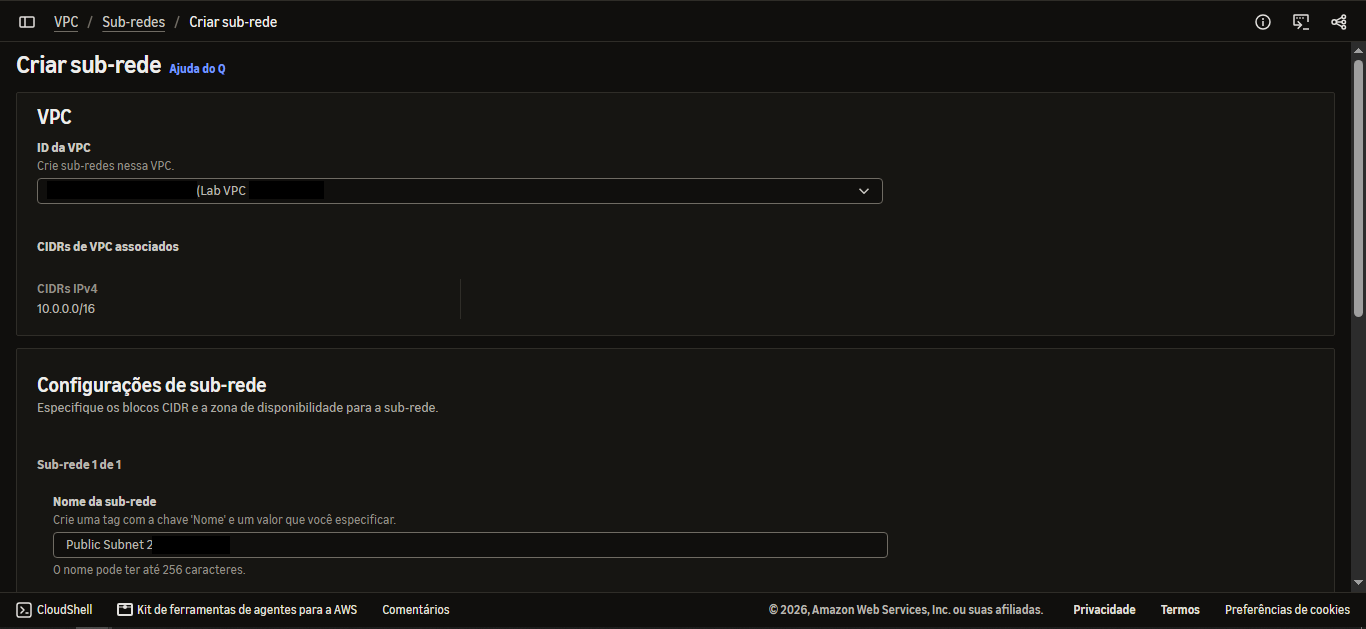 VPC / Sub-redes / Criar sub-rede
Criar sub-rede Ajuda do Q
VPC
ID da VPC
Crie sub-redes nessa VPC.
(Lab VPC
CIDRs de VPC associados
CIDRs IPv4
10.0.0.0/16
Configurações de sub-rede
Especifique os blocos CIDR e a zona de disponibilidade para a sub-rede.
Sub-rede 1 de 1
Nome da sub-rede
Crie uma tag com a chave 'Nome' e um valor que você especificar.
Public Subnet 2
O nome pode ter até 256 caracteres.
CloudShell Kit de ferramentas de agentes para a AWS Comentários © 2026, Amazon Web Services, Inc. ou suas afiliadas. Privacidade Termos Preferências de cookies